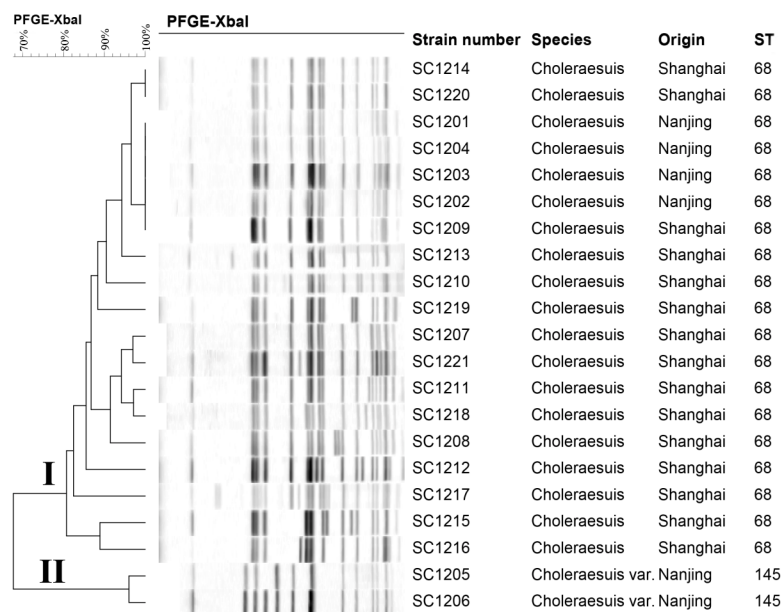 PFGE-XbaI PFGE-XbaI
70% 80% 90% 100%
Strain number Species Origin ST
SC1214 Choleraesuis Shanghai 68
SC1220 Choleraesuis Shanghai 68
SC1201 Choleraesuis Nanjing 68
SC1204 Choleraesuis Nanjing 68
SC1203 Choleraesuis Nanjing 68
SC1202 Choleraesuis Nanjing 68
SC1209 Choleraesuis Shanghai 68
SC1213 Choleraesuis Shanghai 68
SC1210 Choleraesuis Shanghai 68
SC1219 Choleraesuis Shanghai 68
SC1207 Choleraesuis Shanghai 68
SC1221 Choleraesuis Shanghai 68
SC1211 Choleraesuis Shanghai 68
SC1218 Choleraesuis Shanghai 68
SC1208 Choleraesuis Shanghai 68
I SC1212 Choleraesuis Shanghai 68
SC1217 Choleraesuis Shanghai 68
SC1215 Choleraesuis Shanghai 68
SC1216 Choleraesuis Shanghai 68
II SC1205 Choleraesuis var. Nanjing 145
SC1206 Choleraesuis var. Nanjing 145